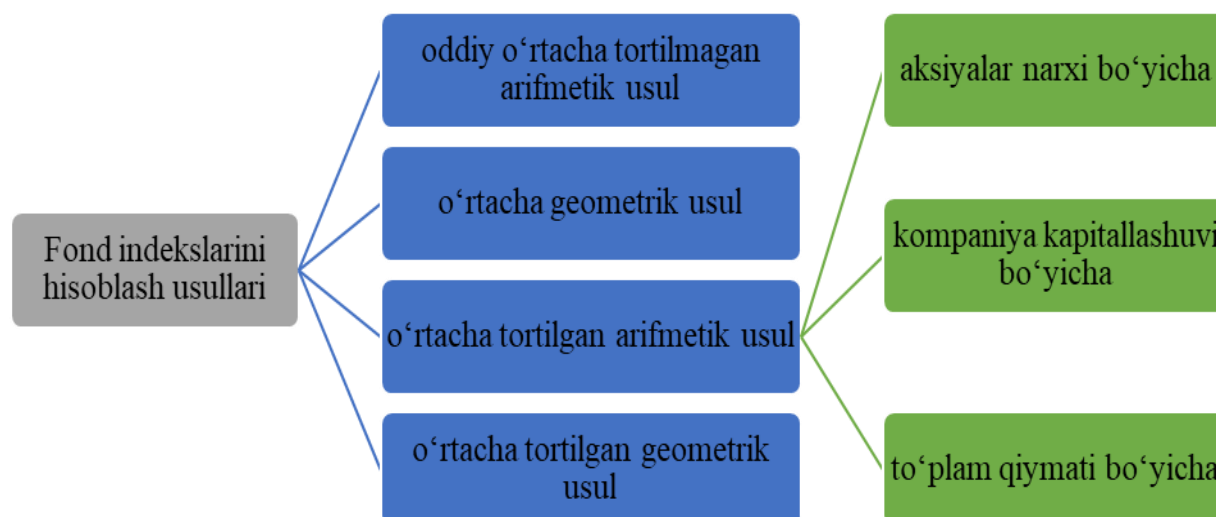 Fond indekslarini
hisoblash usullari
oddiy o‘rtacha tortilmagan
arifmetik usul
o‘rtacha geometrik usul
o‘rtacha tortilgan arifmetik usul
o‘rtacha tortilgan geometrik
usul
aksiyalar narxi bo‘yicha
kompaniya kapitallashuvi
bo‘yicha
to‘plam qiymati bo‘yicha